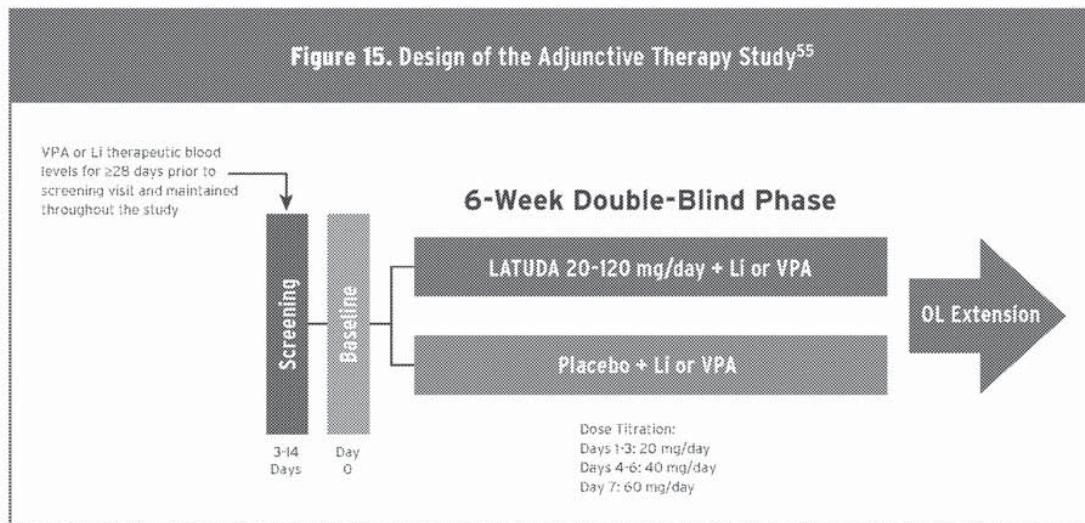 Figure 15. Design of the Adjunctive Therapy Study55
VPA or Li therapeutic blood
levels for ≥28 days prior to
screening visit and maintained
throughout the study
6-Week Double-Blind Phase
Screening
Baseline
LATUDA 20-120 mg/day + Li or VPA
Placebo + Li or VPA
OL Extension
3-14
Days
Day
0
Dose Titration:
Days 1-3: 20 mg/day
Days 4-6: 40 mg/day
Day 7: 60 mg/day